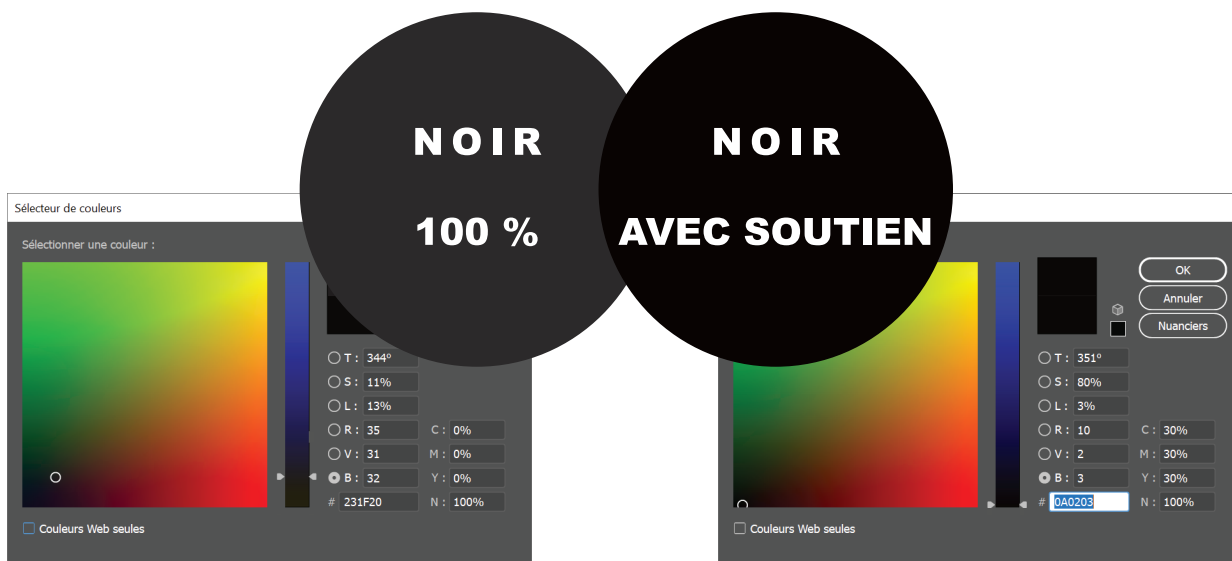 NOIR
100 %
NOIR
AVEC SOUTIEN
Sélecteur de couleurs
Sélectionner une couleur :
T : 344°
S : 11%
L : 13%
R : 35 C : 0%
V : 31 M : 0%
B : 32 Y : 0%
# 231F20 N : 100%
Couleurs Web seules
OK
Annuler
Nuanciers
T : 351°
S : 80%
L : 3%
R : 10 C : 30%
V : 2 M : 30%
B : 3 Y : 30%
# 0A0203 N : 100%
Couleurs Web seules